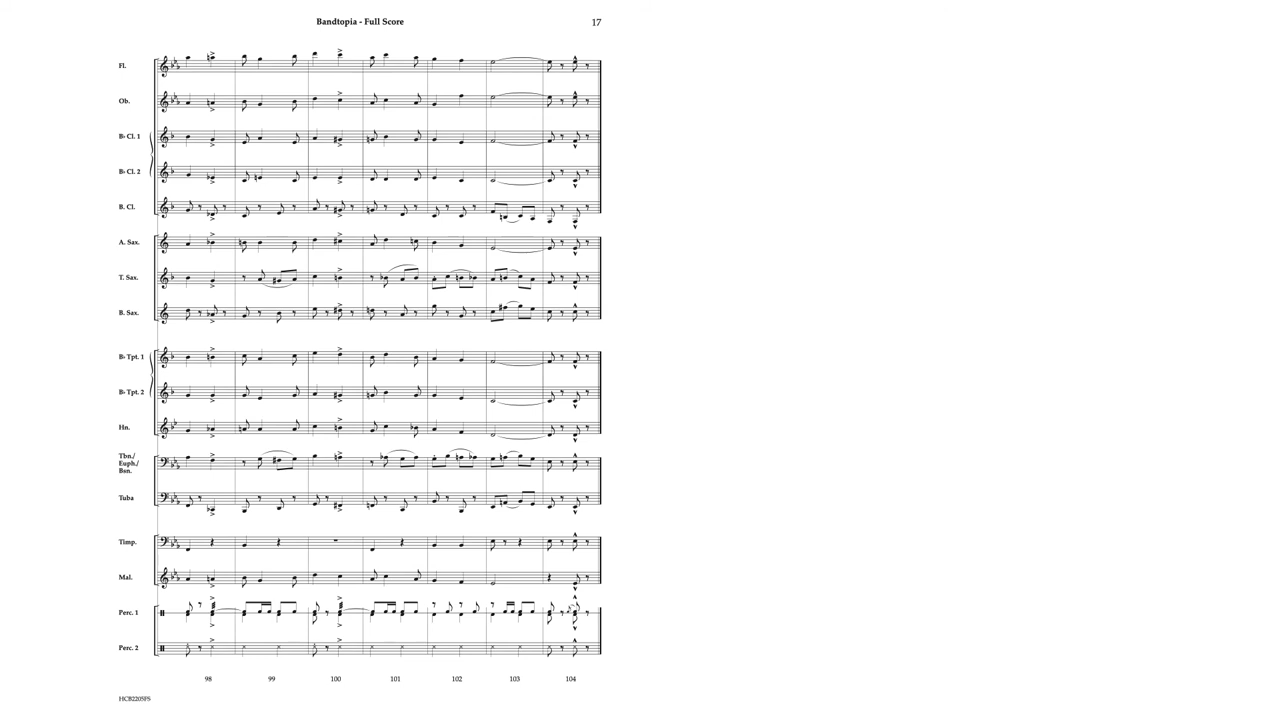 Bandtopia - Full Score
17
Fl.
Ob.
B♭ Cl. 1
B♭ Cl. 2
B. Cl.
A. Sax.
T. Sax.
B. Sax.
B♭ Tpt. 1
B♭ Tpt. 2
Hn.
Tbn./
Euph./
Bsn.
Tuba
Timp.
Mal.
Perc. 1
Perc. 2
98 99 100 101 102 103 104
HCB2205FS